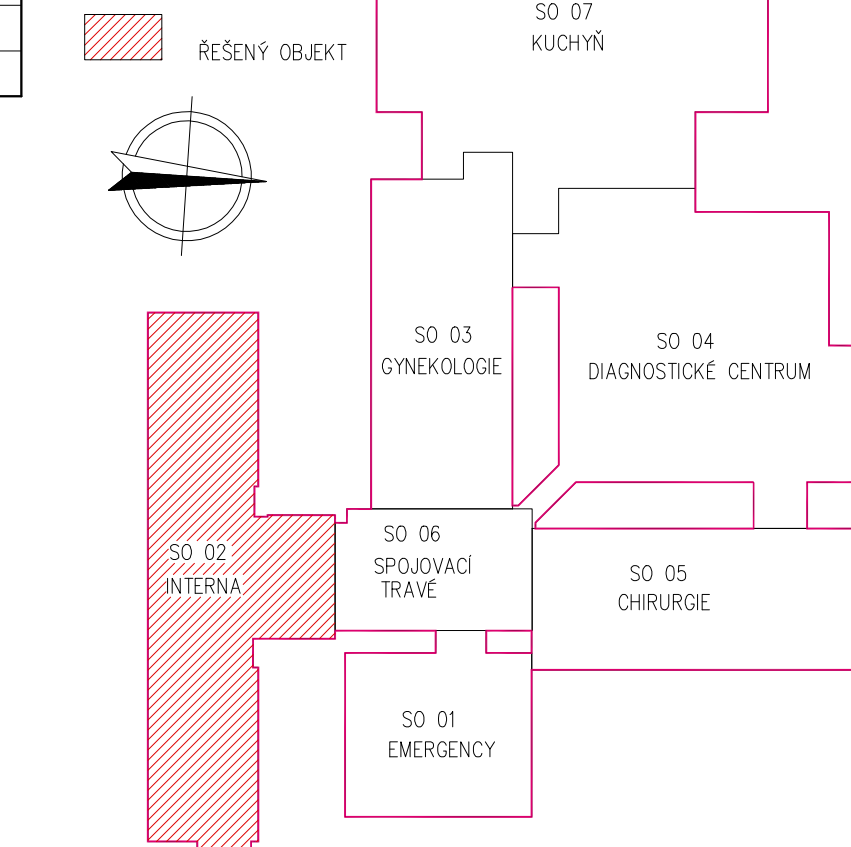 SO 07
KUCHYŇ
ŘEŠENÝ OBJEKT
SO 03
GYNEKOLOGIE
SO 04
DIAGNOSTICKÉ CENTRUM
SO 02
INTERNA
SO 06
SPOJOVACÍ
TRAVÉ
SO 05
CHIRURGIE
SO 01
EMERGENCY